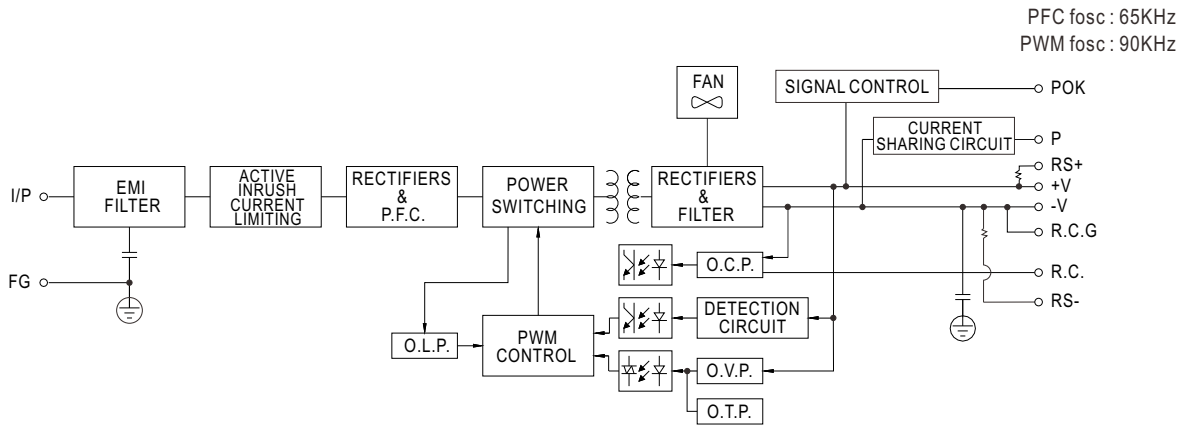 PFC fosc : 65KHz
PWM fosc : 90KHz
FAN
SIGNAL CONTROL
POK
CURRENT
SHARING CIRCUIT
P
I/P
EMI
FILTER
ACTIVE
INRUSH
CURRENT
LIMITING
RECTIFIERS
&
P.F.C.
POWER
SWITCHING
RECTIFIERS
&
FILTER
RS+
+V
-V
R.C.G
FG
O.C.P.
R.C.
RS-
O.L.P.
PWM
CONTROL
DETECTION
CIRCUIT
O.V.P.
O.T.P.